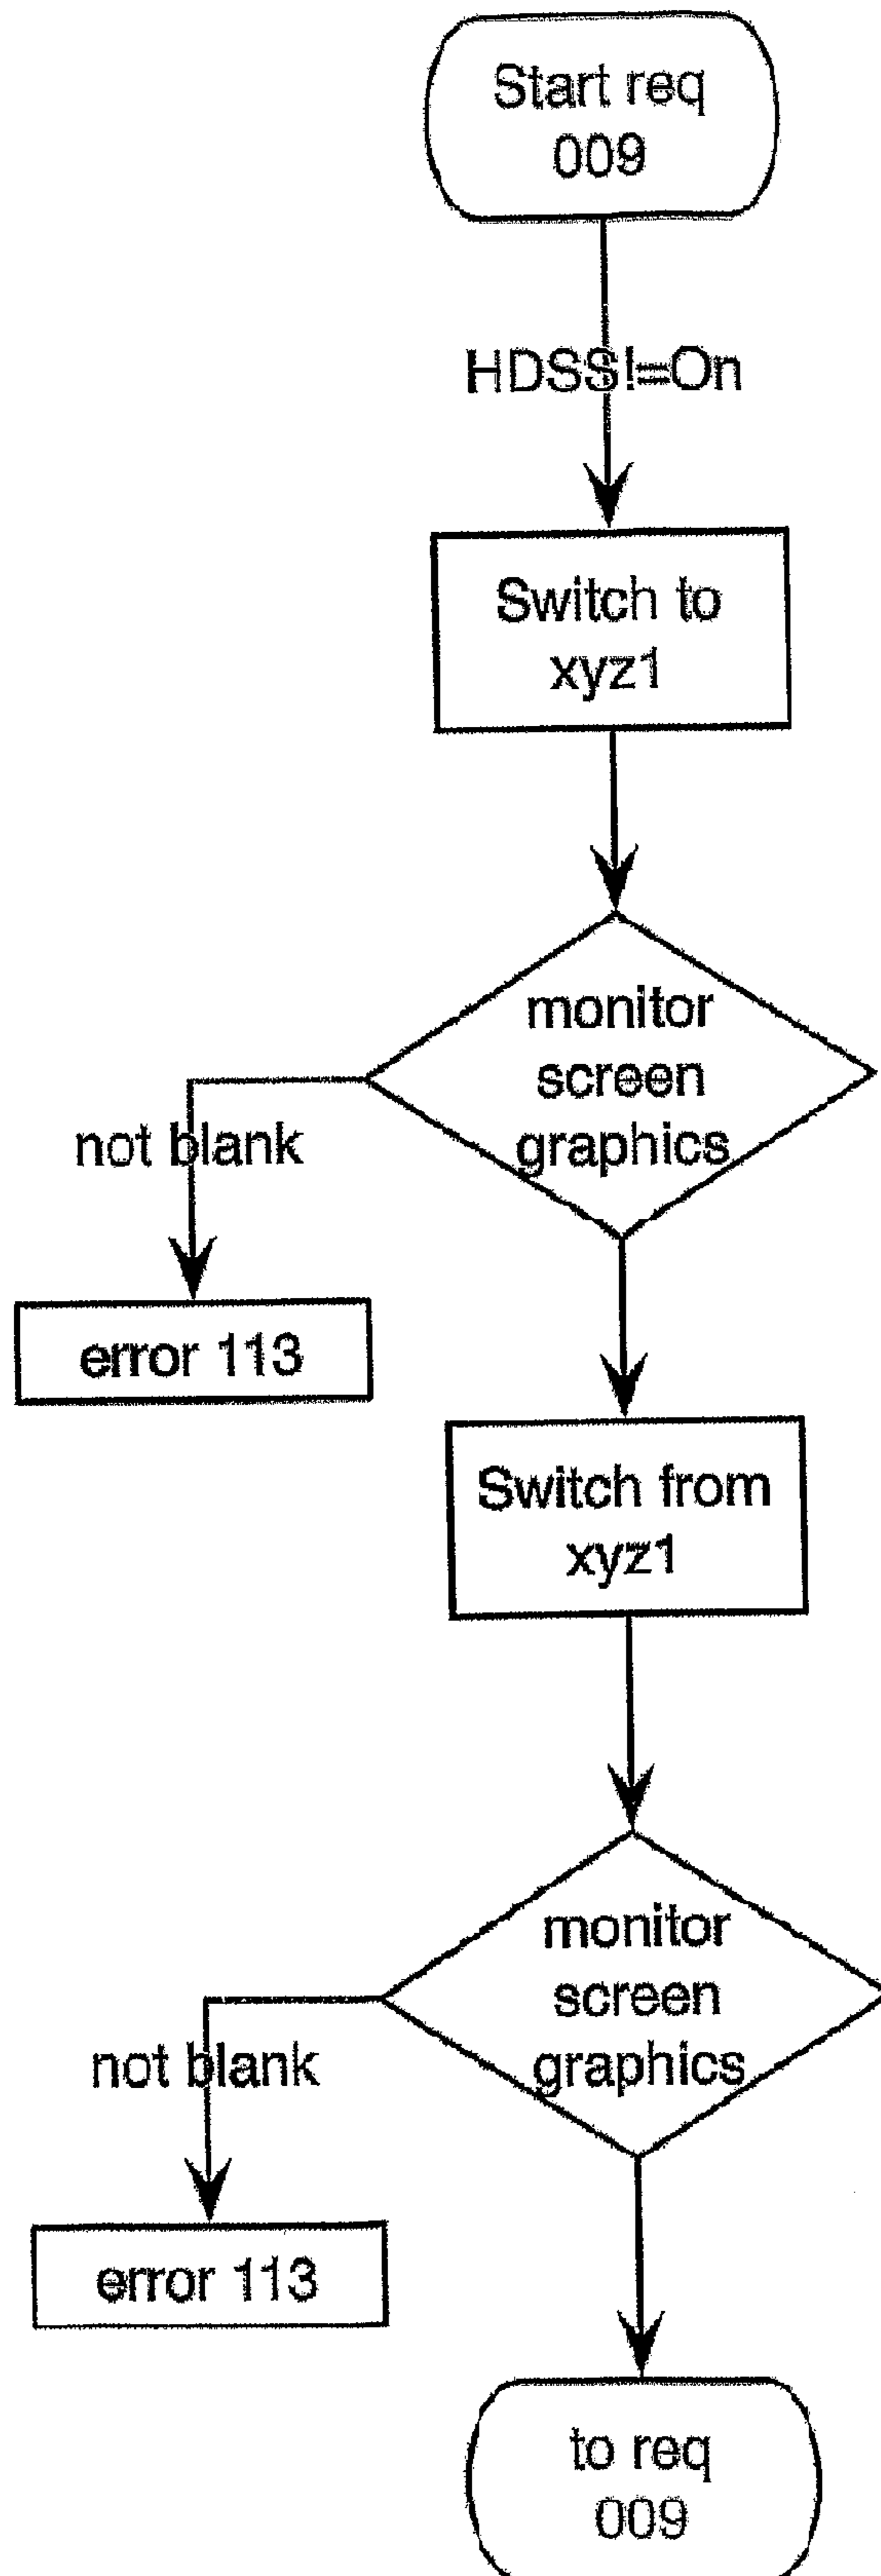 Start req
009
HDSS!=On
Switch to
xyz1
monitor
screen
graphics
not blank
error 113
Switch from
xyz1
monitor
screen
graphics
not blank
error 113
to req
009